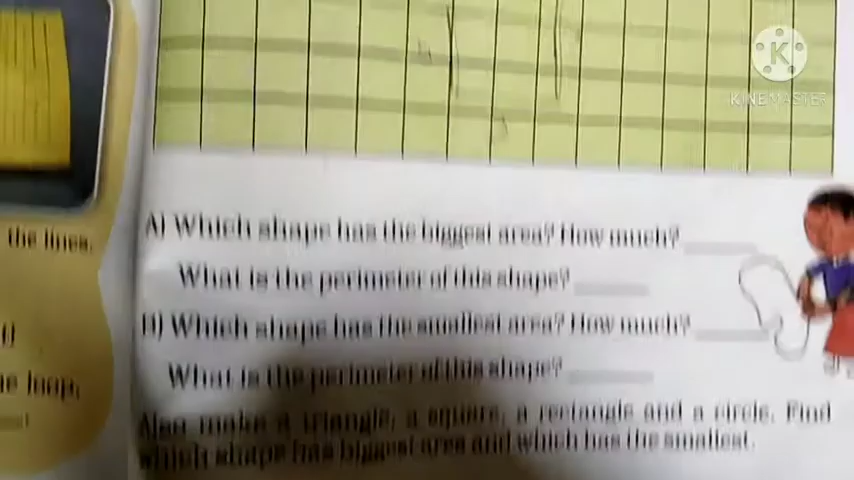 KINEMASTER
the lines.
e loop,
A) Which shape has the biggest area? How much?
What is the perimeter of this shape?
B) Which shape has the smallest area? How much?
What is the perimeter of this shape?
Also make a triangle, a square, a rectangle and a circle. Find
which shape has biggest area and which has the smallest.